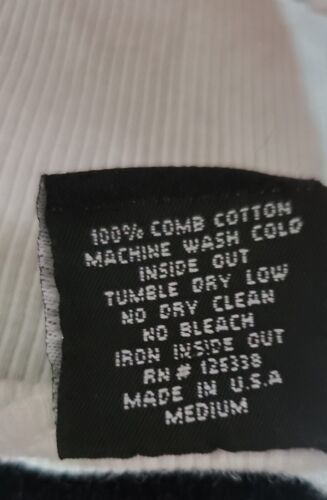 100% COMB COTTON
MACHINE WASH COLD
INSIDE OUT
TUMBLE DRY LOW
NO DRY CLEAN
NO BLEACH
IRON INSIDE OUT
RN# 125338
MADE IN U.S.A
MEDIUM